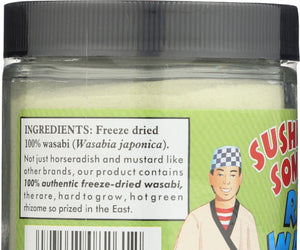 INGREDIENTS: Freeze dried
100% wasabi (Wasabia japonica).
Not just horseradish and mustard like
other brands, our product contains
100% authentic freeze-dried wasabi,
the rare, hard to grow, hot green
rhizome so prized in the East.
SUSHI
SON